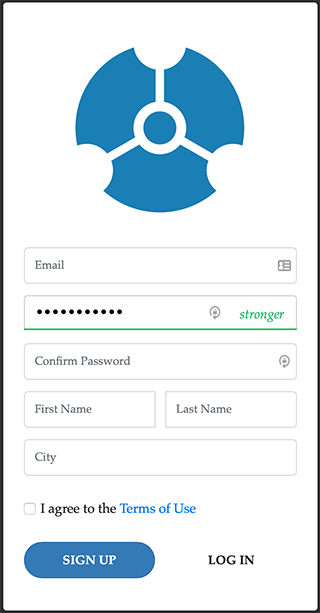 Email
••••••••••• stronger
Confirm Password
First Name Last Name
City
I agree to the Terms of Use
SIGN UP LOG IN